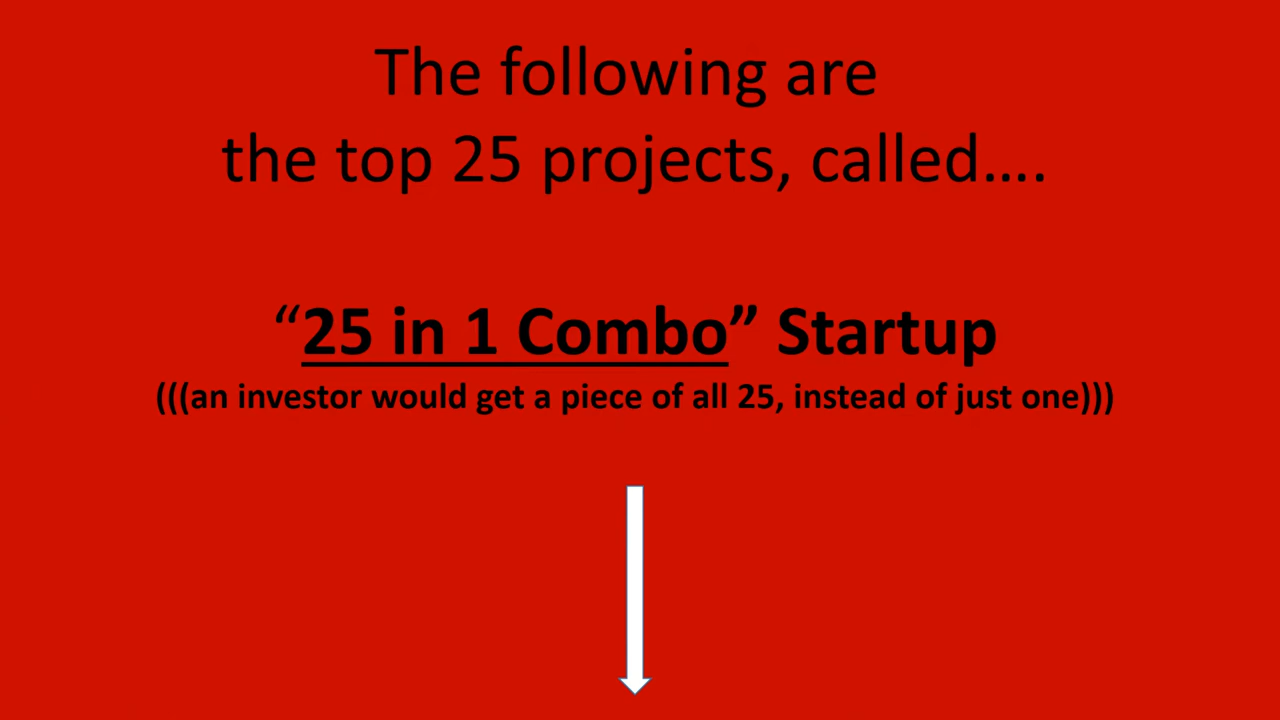 The following are
the top 25 projects, called….
“25 in 1 Combo” Startup
(((an investor would get a piece of all 25, instead of just one)))